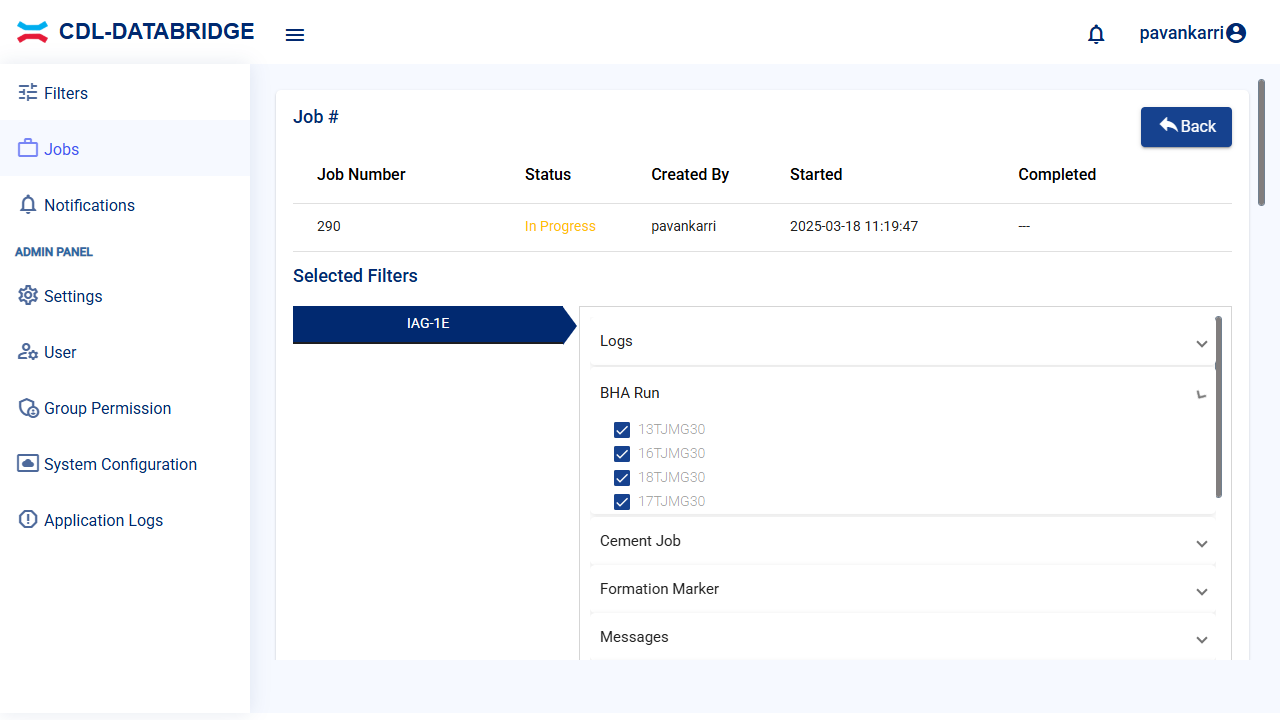 CDL-DATABRIDGE
pavankarri
Filters
Jobs
Notifications
ADMIN PANEL
Settings
User
Group Permission
System Configuration
Application Logs
Job #
Back
Job Number Status Created By Started Completed
290 In Progress pavankarri 2025-03-18 11:19:47 ---
Selected Filters
IAG-1E
Logs
BHA Run
13TJMG30
16TJMG30
18TJMG30
17TJMG30
Cement Job
Formation Marker
Messages